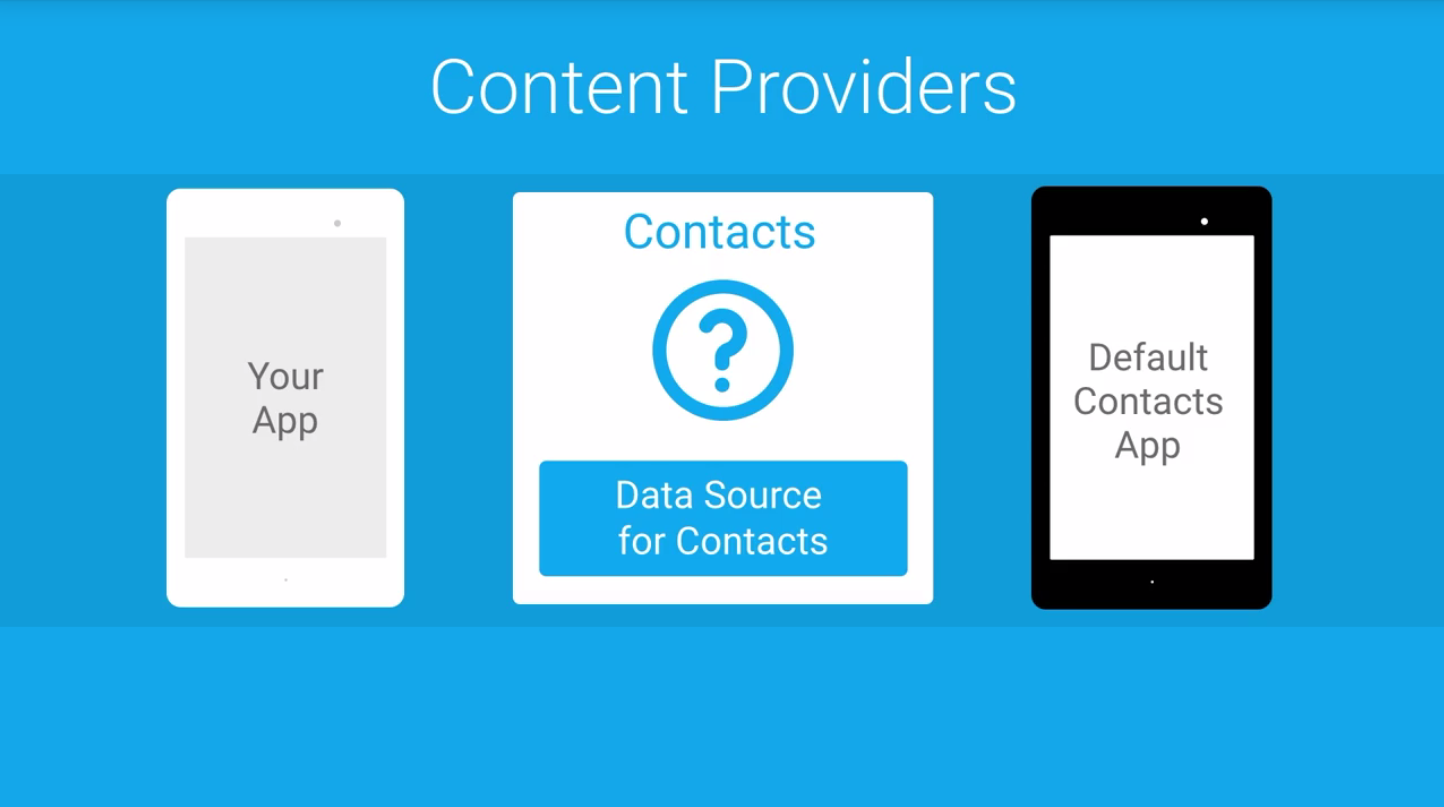 Content Providers
Your
App
Contacts
?
Data Source
for Contacts
Default
Contacts
App